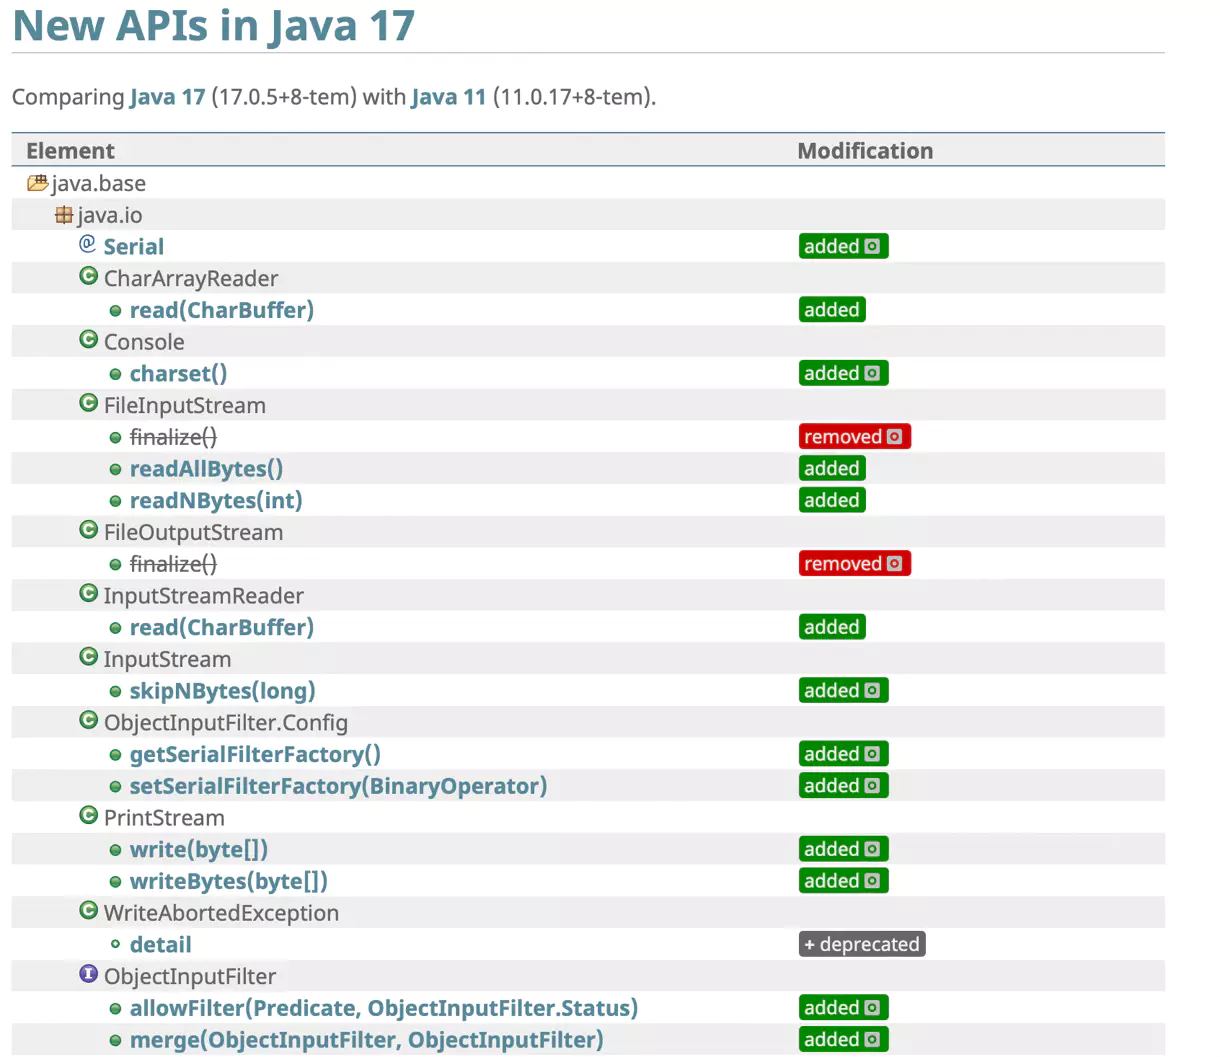 New APIs in Java 17
Comparing Java 17 (17.0.5+8-tem) with Java 11 (11.0.17+8-tem).
Element Modification
java.base
java.io
@ Serial added
C CharArrayReader
read(CharBuffer) added
C Console
charset() added
C FileInputStream
finalize() removed
readAllBytes() added
readNBytes(int) added
C FileOutputStream
finalize() removed
C InputStreamReader
read(CharBuffer) added
C InputStream
skipNBytes(long) added
C ObjectInputFilter.Config
getSerialFilterFactory() added
setSerialFilterFactory(BinaryOperator) added
C PrintStream
write(byte[]) added
writeBytes(byte[]) added
C WriteAbortedException
detail + deprecated
I ObjectInputFilter
allowFilter(Predicate, ObjectInputFilter.Status) added
merge(ObjectInputFilter, ObjectInputFilter) added